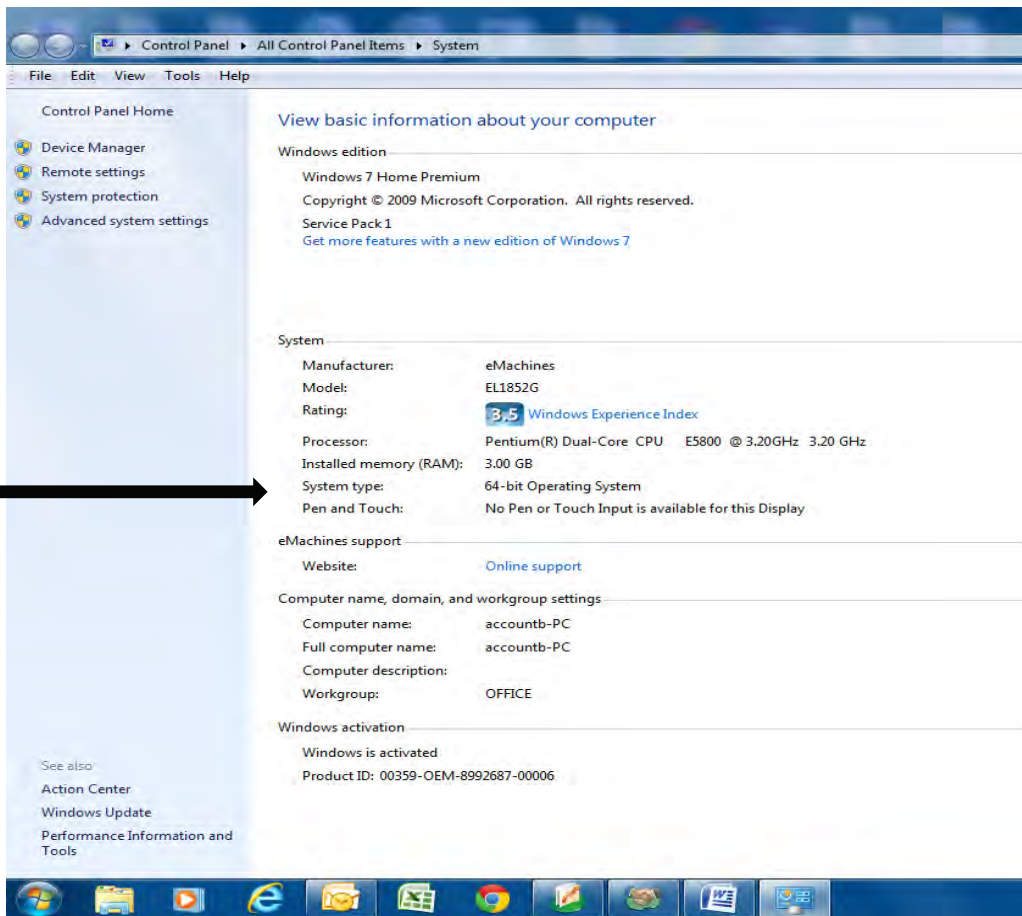 Control Panel ▸ All Control Panel Items ▸ System
File Edit View Tools Help
Control Panel Home
Device Manager
Remote settings
System protection
Advanced system settings
View basic information about your computer
Windows edition
Windows 7 Home Premium
Copyright © 2009 Microsoft Corporation. All rights reserved.
Service Pack 1
Get more features with a new edition of Windows 7
System
Manufacturer: eMachines
Model: EL1852G
Rating: 3.5 Windows Experience Index
Processor: Pentium(R) Dual-Core CPU E5800 @ 3.20GHz 3.20 GHz
Installed memory (RAM): 3.00 GB
System type: 64-bit Operating System
Pen and Touch: No Pen or Touch Input is available for this Display
eMachines support
Website: Online support
Computer name, domain, and workgroup settings
Computer name: accountb-PC
Full computer name: accountb-PC
Computer description:
Workgroup: OFFICE
Windows activation
Windows is activated
Product ID: 00359-OEM-8992687-00006
See also
Action Center
Windows Update
Performance Information and
Tools